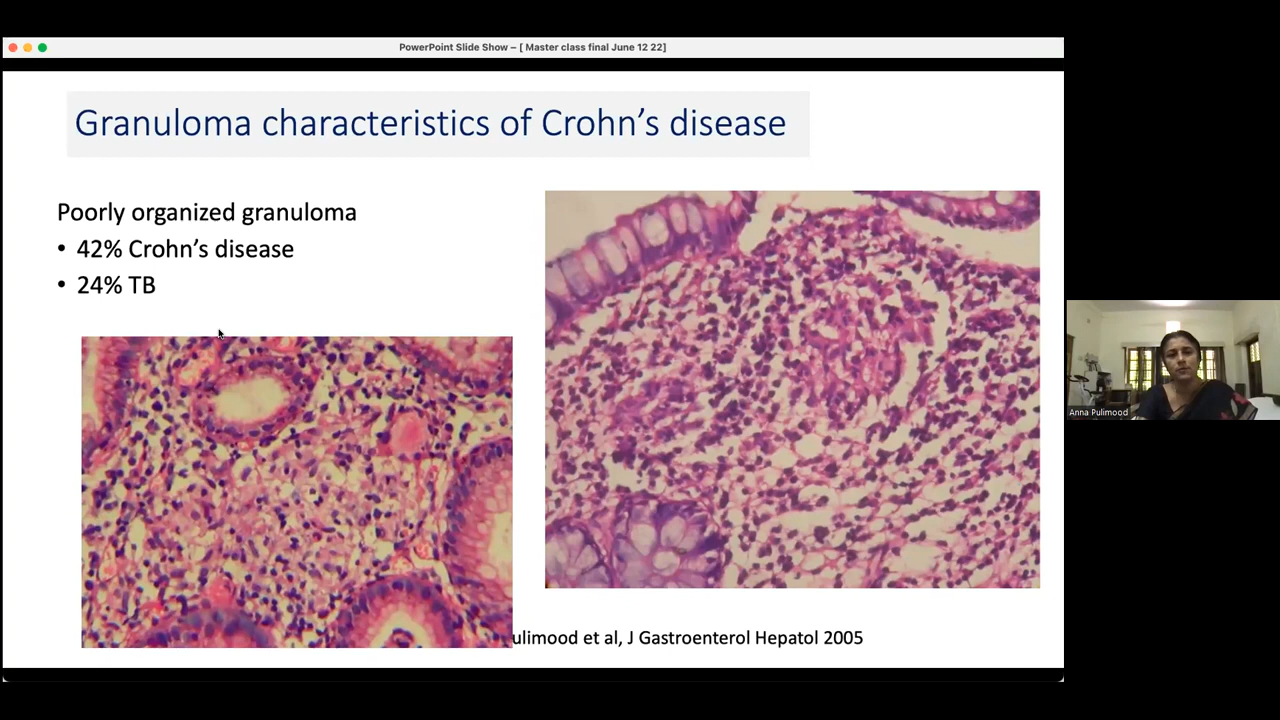 PowerPoint Slide Show – [ Master class final June 12 22]
Granuloma characteristics of Crohn’s disease
Poorly organized granuloma
• 42% Crohn’s disease
• 24% TB
ulimood et al, J Gastroenterol Hepatol 2005
Anna Pulimood